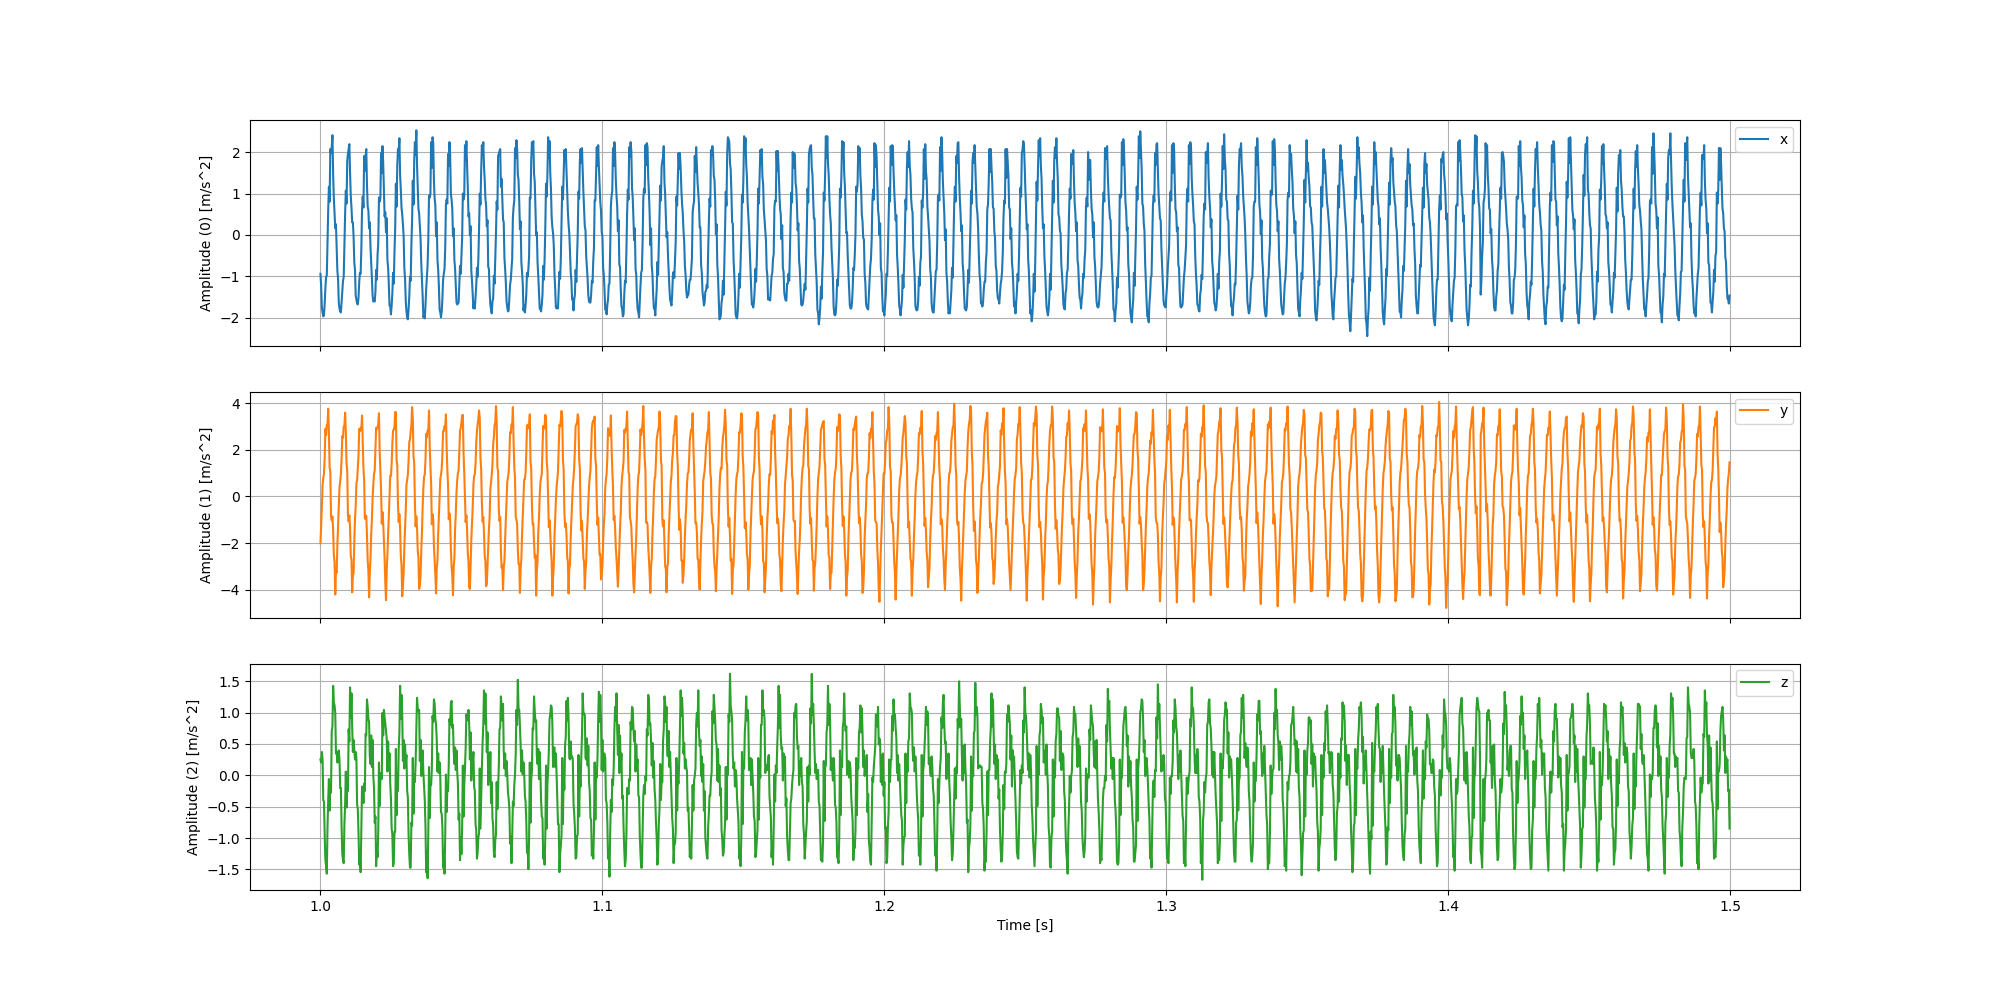 Amplitude (0) [m/s^2]
2
1
0
−1
−2
x
Amplitude (1) [m/s^2]
4
2
0
−2
−4
y
Amplitude (2) [m/s^2]
1.5
1.0
0.5
0.0
−0.5
−1.0
−1.5
z
1.0 1.1 1.2 1.3 1.4 1.5
Time [s]